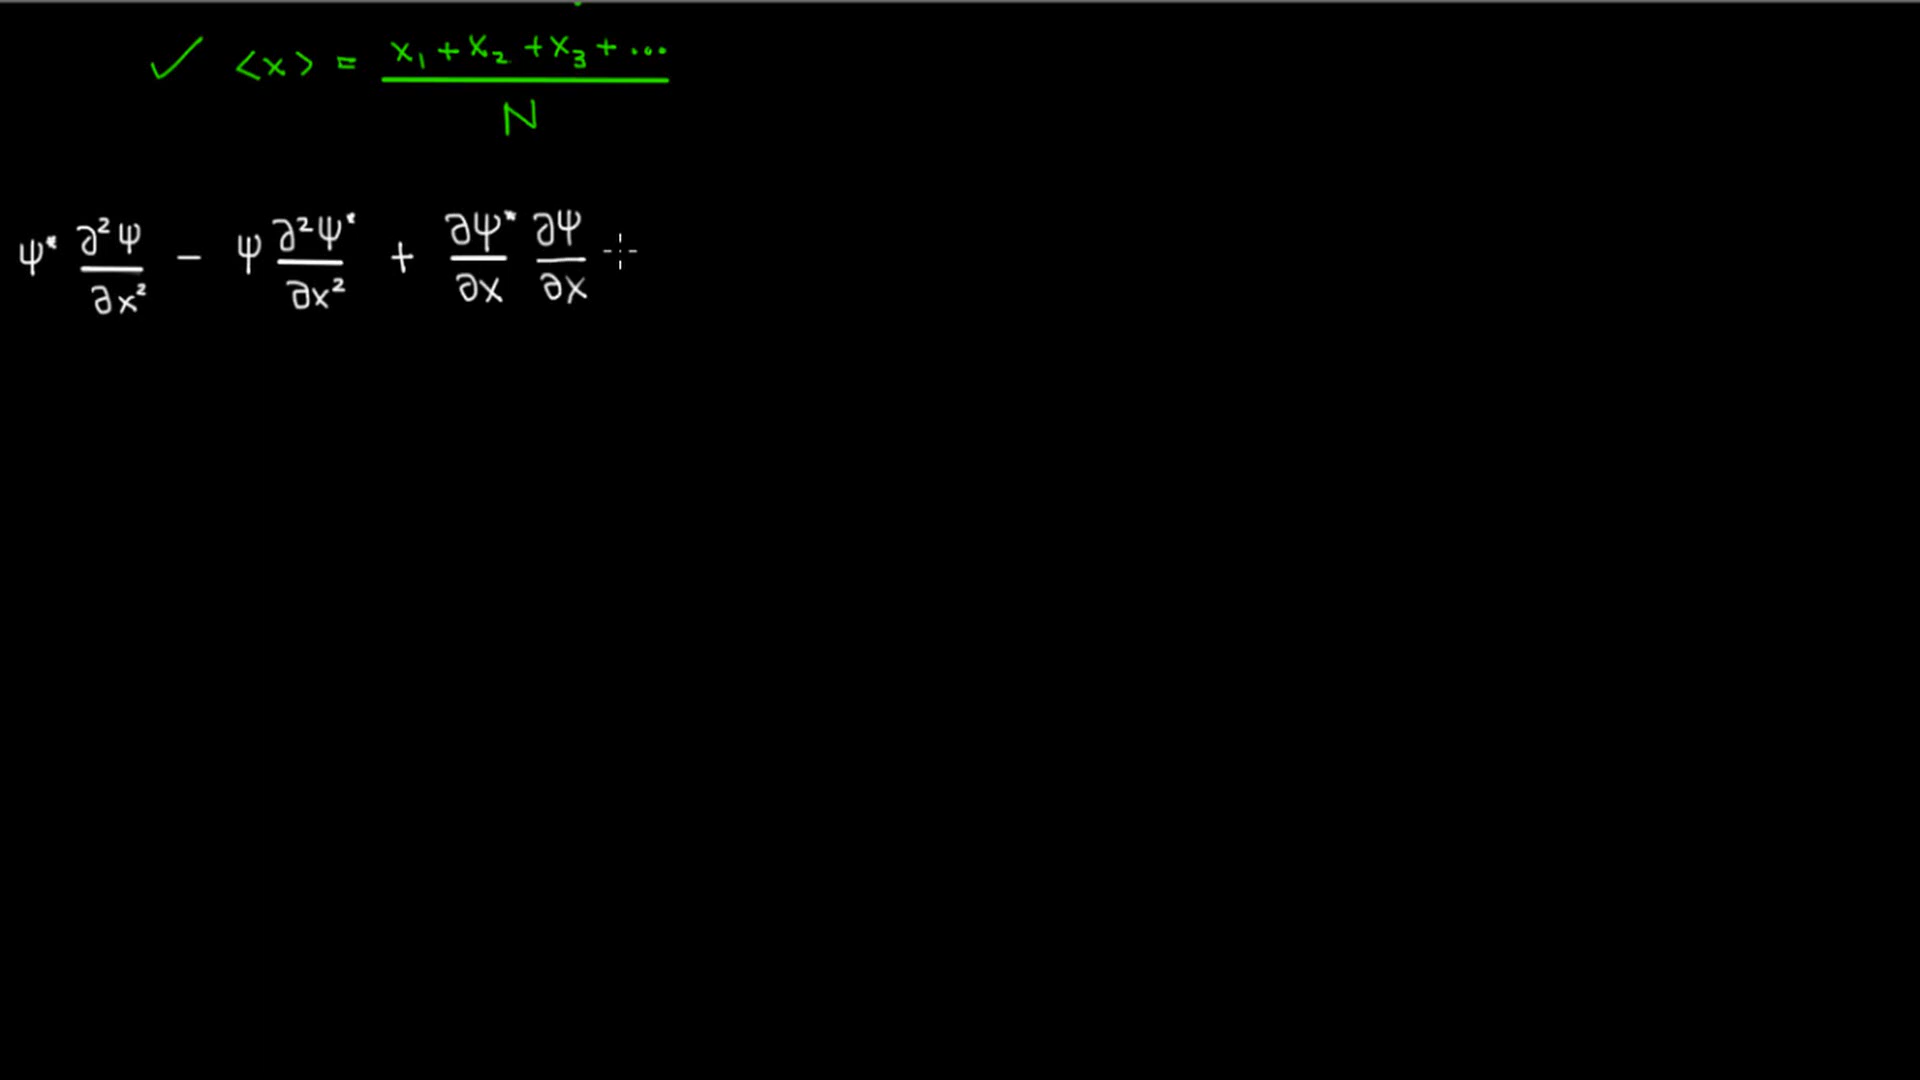 ✓ <x> = (x₁ + x₂ + x₃ + ...) / N
ψ* ∂²ψ/∂x² − ψ ∂²ψ*/∂x² + ∂ψ*/∂x ∂ψ/∂x